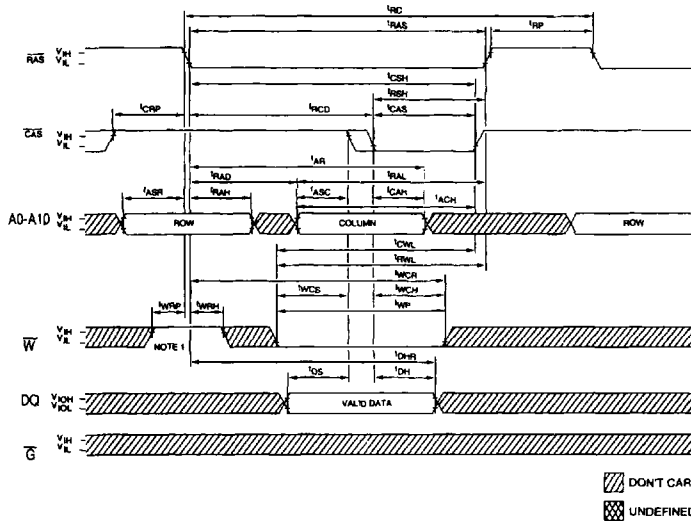 tRC
tRAS
tRP
RAS VIH
VIL
tCSH
tRSH
tCRP
tRCD
tCAS
CAS VIH
VIL
tAR
tRAD
tRAL
tASR
tRAH
tASC
tCAH
tACH
A0-A10 VIH
VIL
ROW
COLUMN
ROW
tCWL
tRWL
tWCR
tWCS
tWCH
tWP
tWRP
tWRH
W VIH
VIL
NOTE 1
tDHR
tDS
tDH
DQ VIOH
VIOL
VALID DATA
G VIH
VIL
DON'T CAR
UNDEFINED